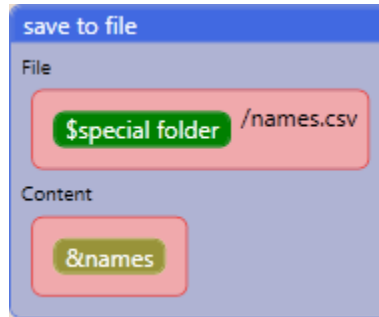 save to file
File
$special folder /names.csv
Content
&names